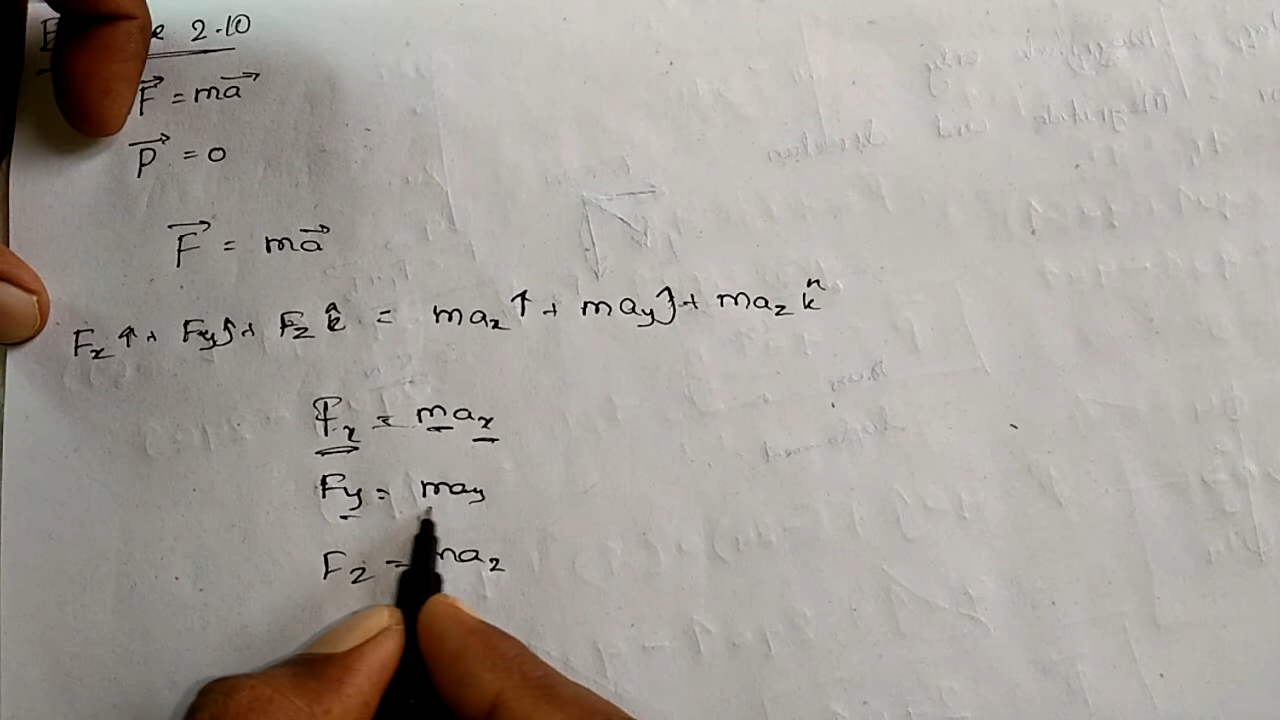 2.10
F⃗ = ma⃗
p⃗ = 0
F⃗ = ma⃗
Fₓ î + Fy ĵ + Fz k̂ = maₓ î + may ĵ + maz k̂
Fₓ = maₓ
Fy = may
Fz = maz